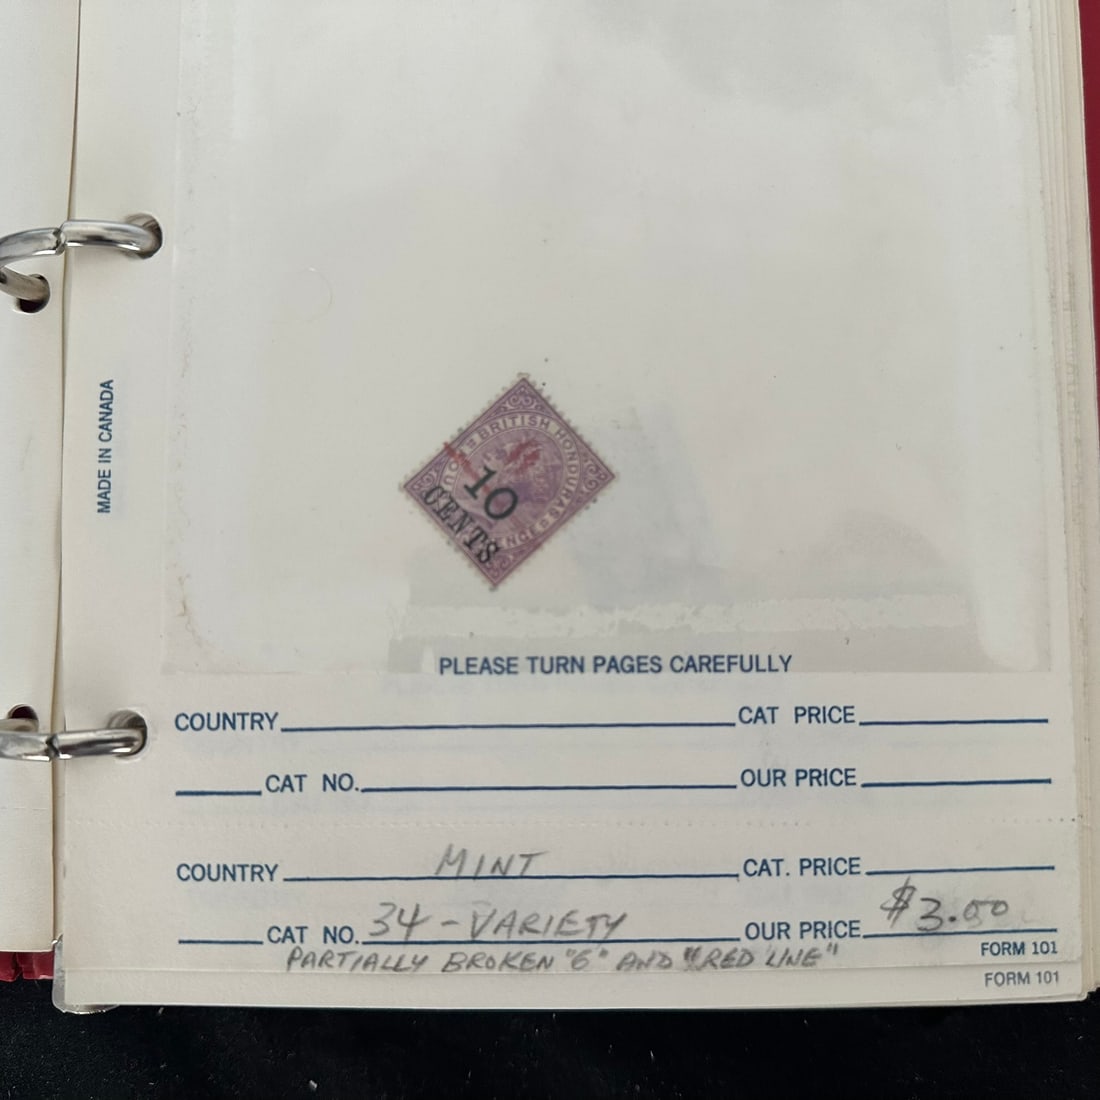 MADE IN CANADA
BRITISH HONDURAS
10
CENTS
PLEASE TURN PAGES CAREFULLY
COUNTRY CAT PRICE
CAT NO. OUR PRICE
COUNTRY MINT CAT. PRICE
CAT NO. 34 - VARIETY OUR PRICE $3.00
PARTIALLY BROKEN "6" AND "RED LINE"
FORM 101
FORM 101